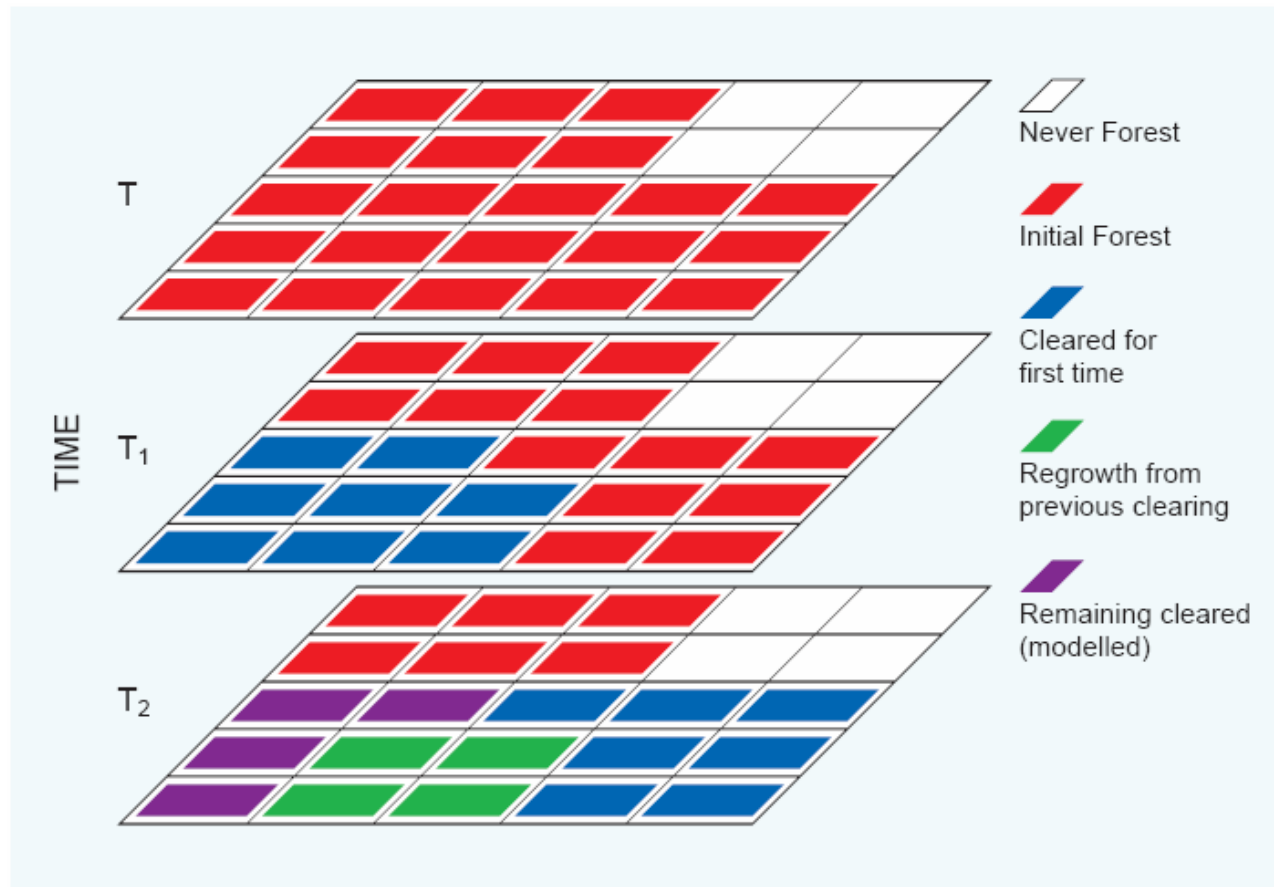 TIME
T
T1
T2
Never Forest
Initial Forest
Cleared for
first time
Regrowth from
previous clearing
Remaining cleared
(modelled)